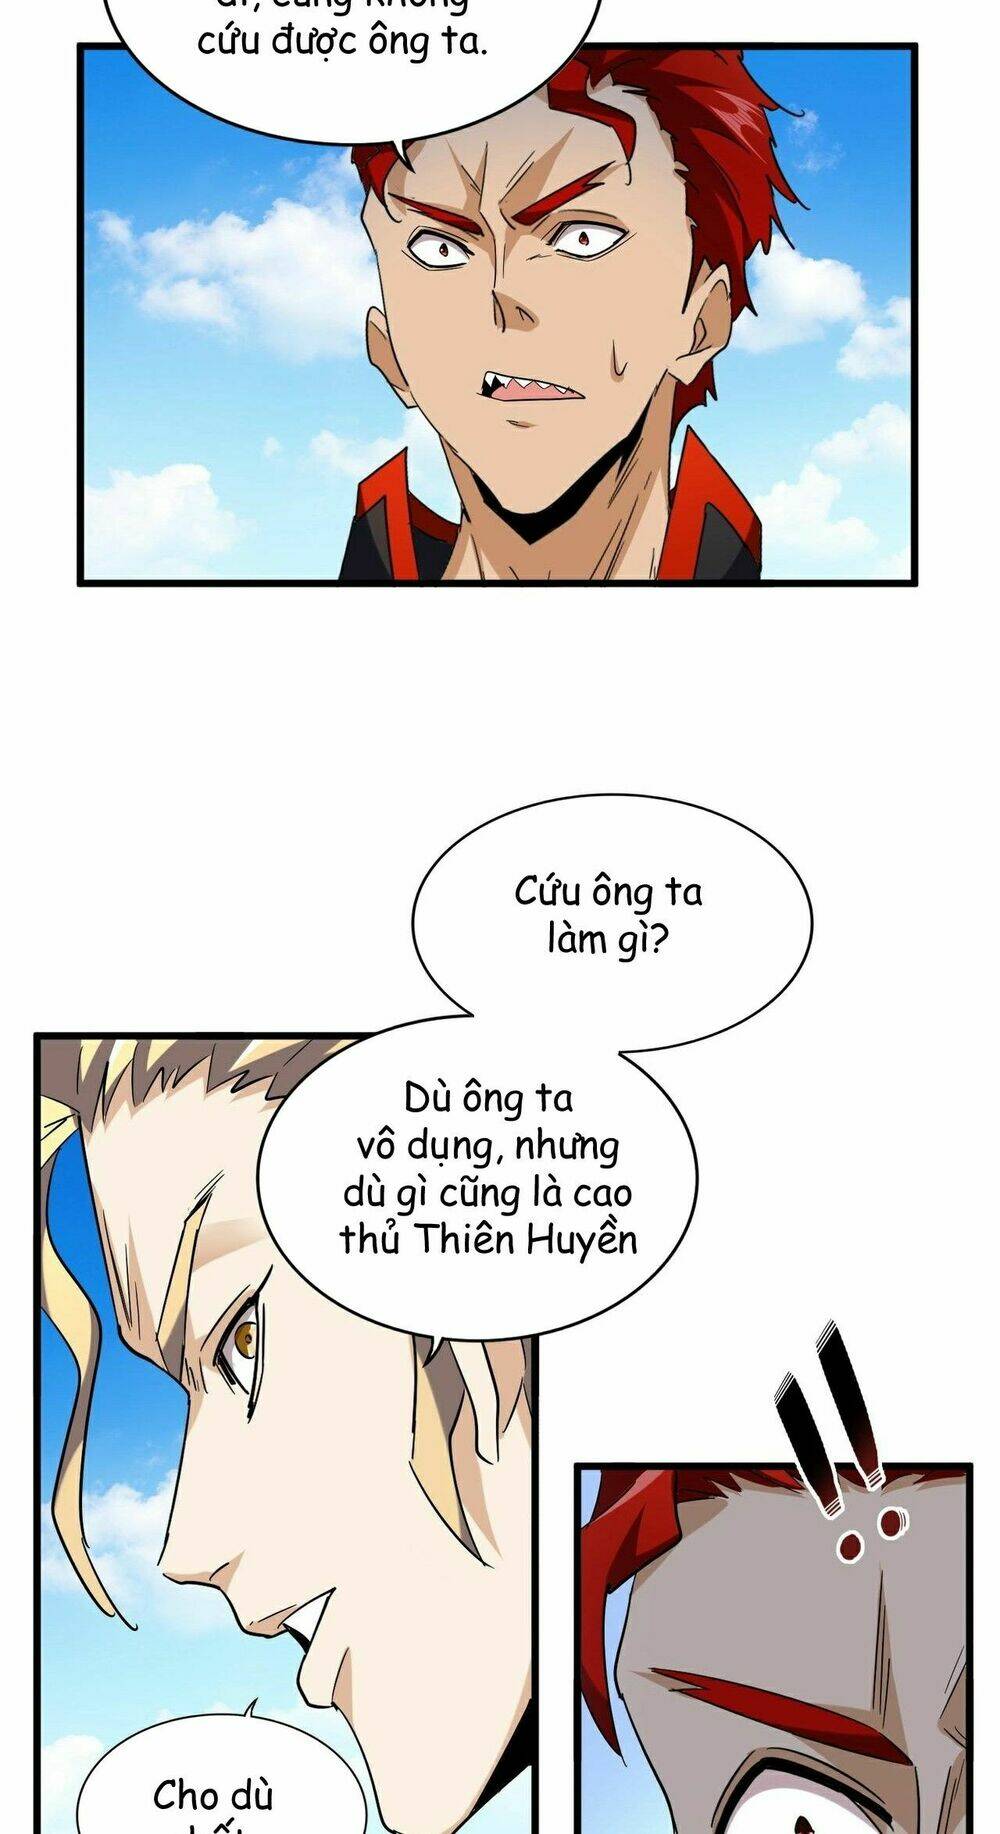 cứu được ông ta.
Cứu ông ta
làm gì?
Dù ông ta
vô dụng, nhưng
dù gì cũng là cao
thủ Thiên Huyền
!!
Cho dù